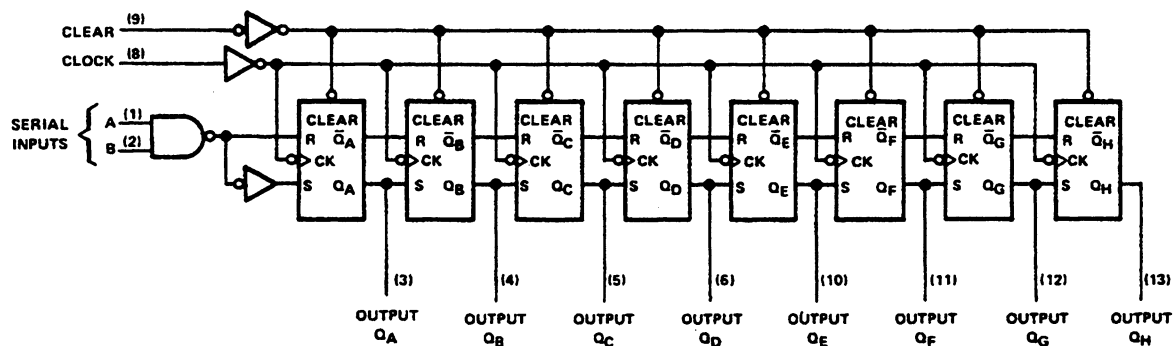 CLEAR (9)
CLOCK (8)
SERIAL INPUTS { A (1)
B (2)
CLEAR CLEAR CLEAR CLEAR CLEAR CLEAR CLEAR CLEAR
R Q̅A R Q̅B R Q̅C R Q̅D R Q̅E R Q̅F R Q̅G R Q̅H
CK CK CK CK CK CK CK CK
S QA S QB S QC S QD S QE S QF S QG S QH
(3) (4) (5) (6) (10) (11) (12) (13)
OUTPUT OUTPUT OUTPUT OUTPUT OUTPUT OUTPUT OUTPUT OUTPUT
QA QB QC QD QE QF QG QH